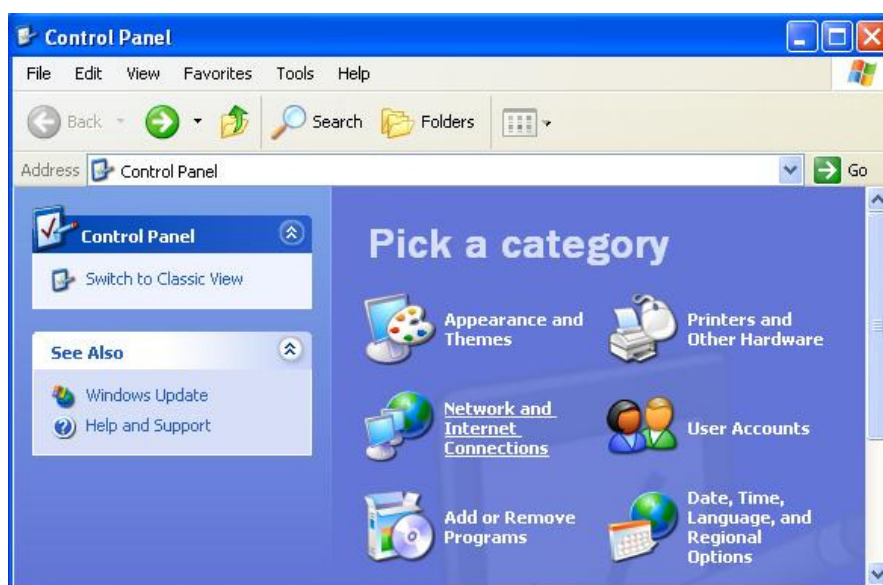 Control Panel
File Edit View Favorites Tools Help
Back Search Folders
Address Control Panel Go
Control Panel
Switch to Classic View
See Also
Windows Update
Help and Support
Pick a category
Appearance and
Themes
Printers and
Other Hardware
Network and
Internet
Connections
User Accounts
Add or Remove
Programs
Date, Time,
Language, and
Regional
Options